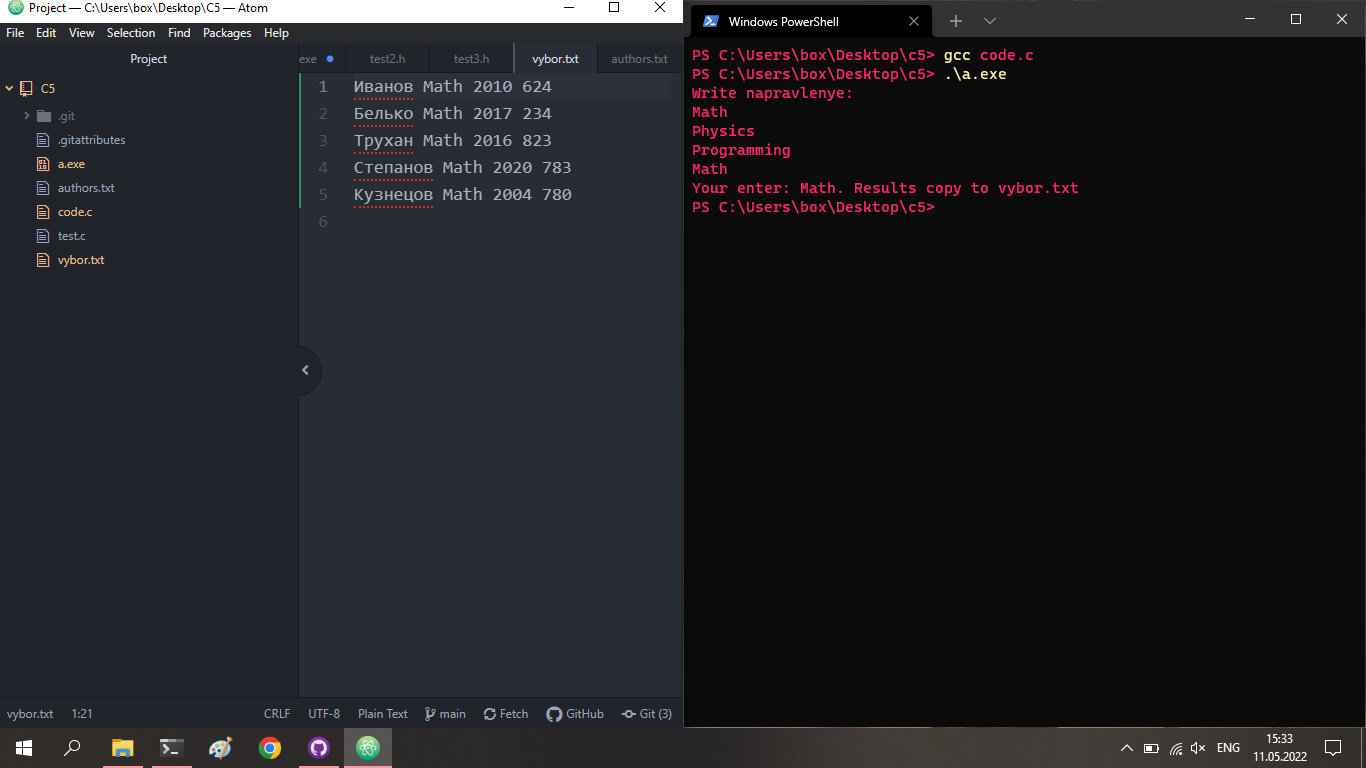 Project — C:\Users\box\Desktop\C5 — Atom
File Edit View Selection Find Packages Help
Project
C5
.git
.gitattributes
a.exe
authors.txt
code.c
test.c
vybor.txt
exe test2.h test3.h vybor.txt authors.txt
1 Иванов Math 2010 624
2 Белько Math 2017 234
3 Трухан Math 2016 823
4 Степанов Math 2020 783
5 Кузнецов Math 2004 780
6
vybor.txt 1:21 CRLF UTF-8 Plain Text main Fetch GitHub Git (3)
Windows PowerShell
PS C:\Users\box\Desktop\c5> gcc code.c
PS C:\Users\box\Desktop\c5> .\a.exe
Write napravlenye:
Math
Physics
Programming
Math
Your enter: Math. Results copy to vybor.txt
PS C:\Users\box\Desktop\c5>
ENG
15:33
11.05.2022